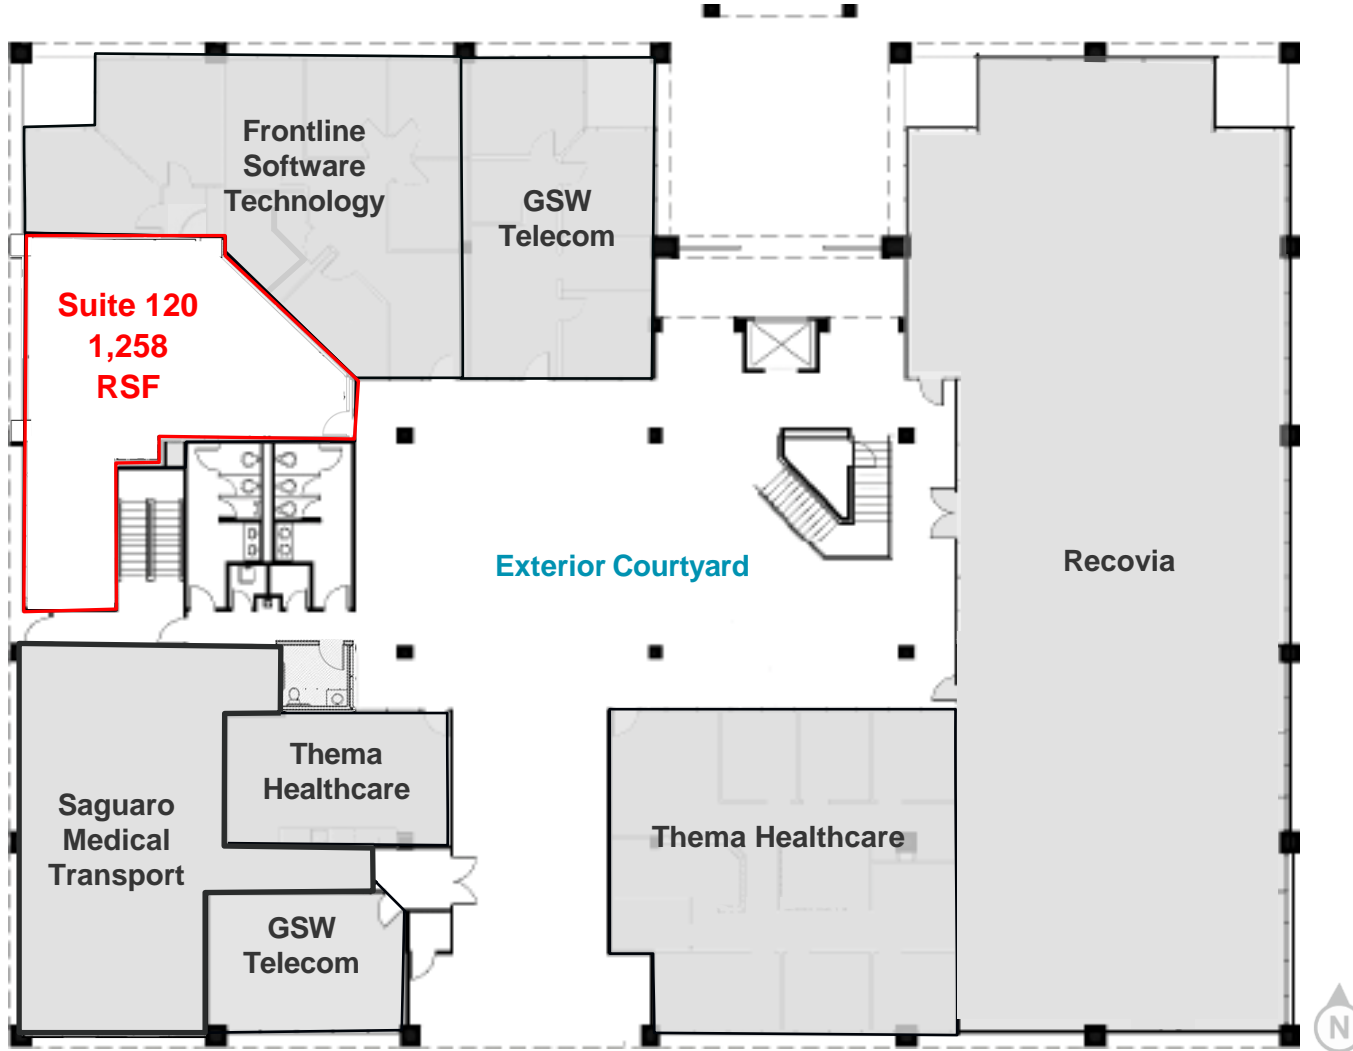 Frontline
Software
Technology
GSW
Telecom
Suite 120
1,258
RSF
Exterior Courtyard
Recovia
Thema
Healthcare
Saguaro
Medical
Transport
Thema Healthcare
GSW
Telecom
N